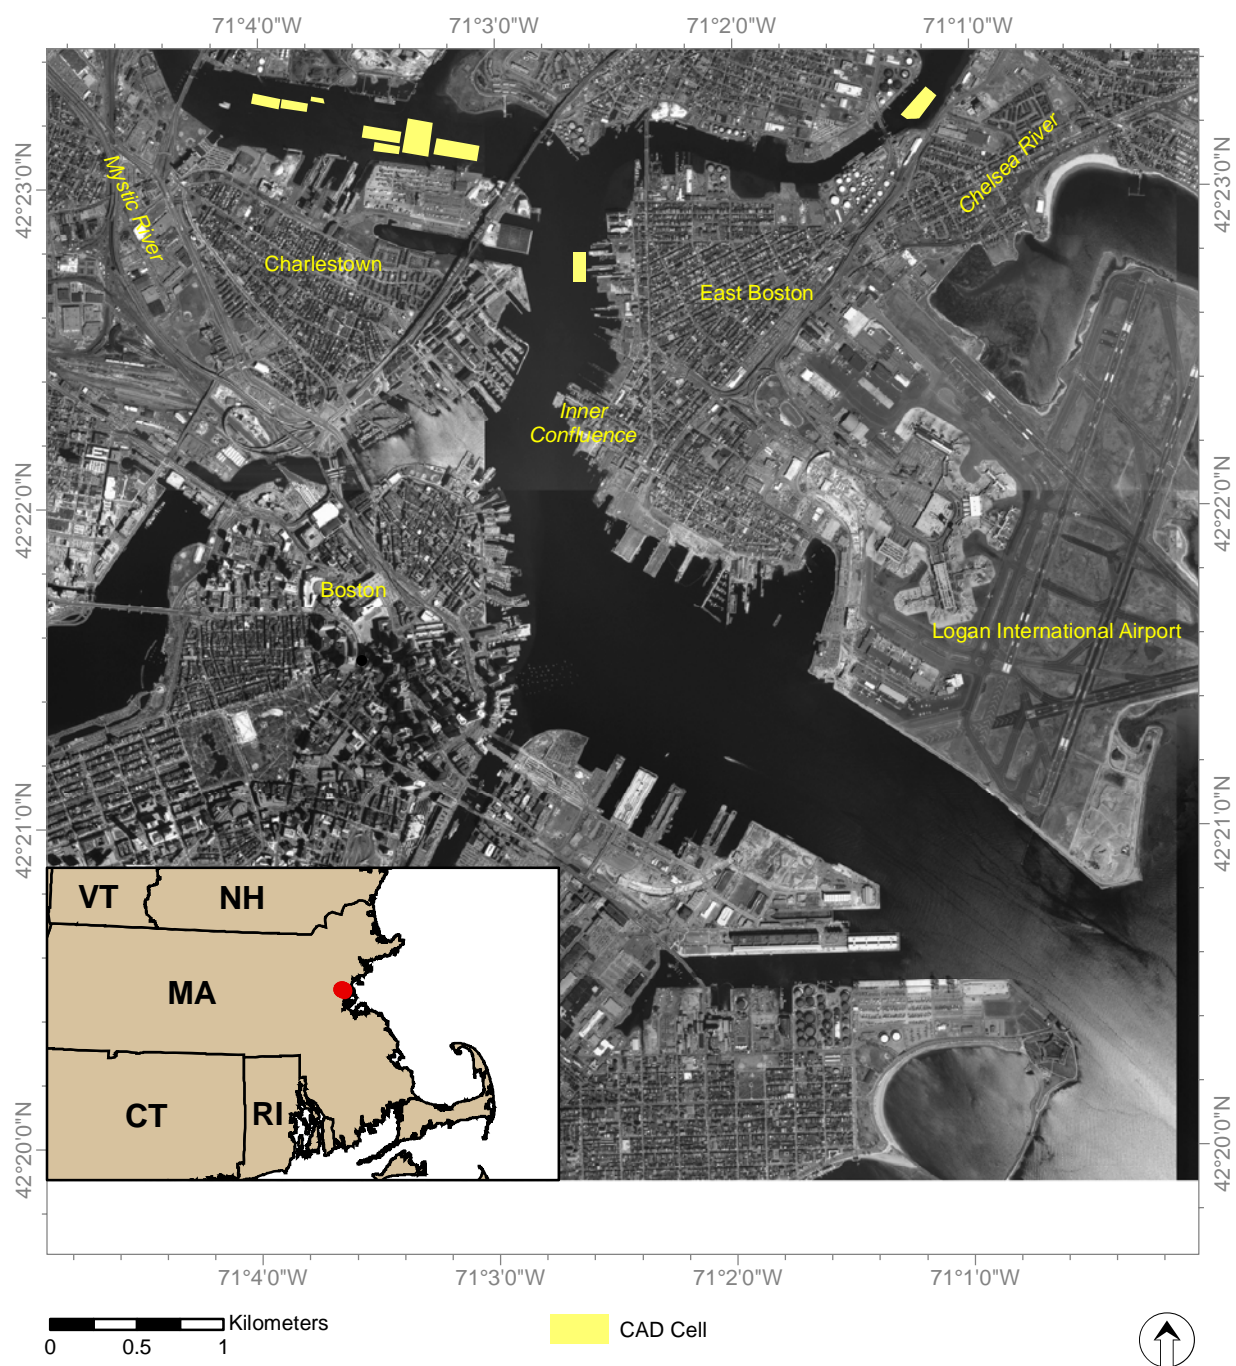 71°4'0"W
71°3'0"W
71°2'0"W
71°1'0"W
42°23'0"N
42°23'0"N
Mystic River
Chelsea River
Charlestown
East Boston
Inner
Confluence
42°22'0"N
42°22'0"N
Boston
Logan International Airport
42°21'0"N
42°21'0"N
VT
NH
MA
CT
RI
42°20'0"N
42°20'0"N
71°4'0"W
71°3'0"W
71°2'0"W
71°1'0"W
Kilometers
0
0.5
1
CAD Cell